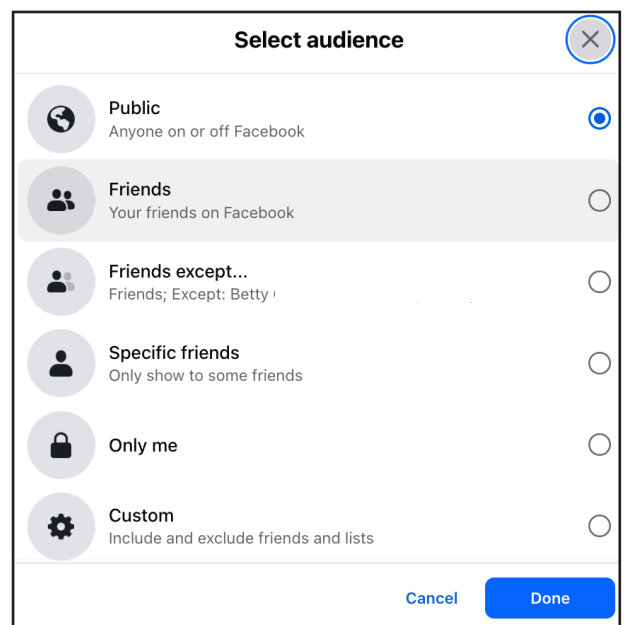 Select audience
Public
Anyone on or off Facebook
Friends
Your friends on Facebook
Friends except...
Friends; Except: Betty
Specific friends
Only show to some friends
Only me
Custom
Include and exclude friends and lists
Cancel
Done